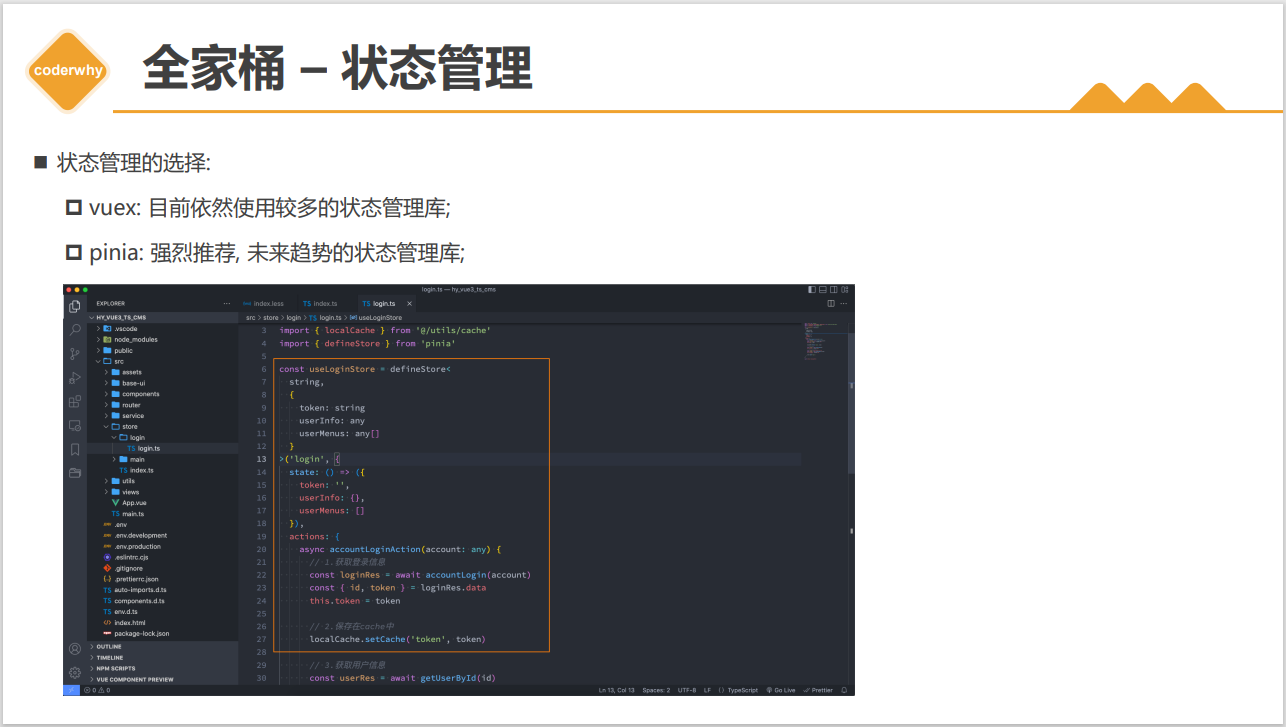 coderwhy
全家桶 – 状态管理
状态管理的选择:
vuex: 目前依然使用较多的状态管理库;
pinia: 强烈推荐, 未来趋势的状态管理库;
login.ts — hy_vue3_ts_cms
EXPLORER
index.less
TS index.ts
TS login.ts
HY_VUE3_TS_CMS
.vscode
node_modules
public
src
assets
base-ui
components
router
service
store
login
TS login.ts
main
TS index.ts
utils
views
App.vue
TS main.ts
.env
.env.development
.env.production
.eslintrc.cjs
.gitignore
.prettierrc.json
TS auto-imports.d.ts
TS components.d.ts
TS env.d.ts
index.html
package-lock.json
OUTLINE
TIMELINE
NPM SCRIPTS
VUE COMPONENT PREVIEW
src > store > login > TS login.ts > useLoginStore
3 import { localCache } from '@/utils/cache'
4 import { defineStore } from 'pinia'
5
6 const useLoginStore = defineStore<
7 string,
8 {
9 token: string
10 userInfo: any
11 userMenus: any[]
12 }
13 >('login', {
14 state: () => ({
15 token: '',
16 userInfo: {},
17 userMenus: []
18 }),
19 actions: {
20 async accountLoginAction(account: any) {
21 // 1.获取登录信息
22 const loginRes = await accountLogin(account)
23 const { id, token } = loginRes.data
24 this.token = token
25
26 // 2.保存在cache中
27 localCache.setCache('token', token)
28
29 // 3.获取用户信息
30 const userRes = await getUserById(id)
0 0
Ln 13, Col 13 Spaces: 2 UTF-8 LF { } TypeScript Go Live Prettier